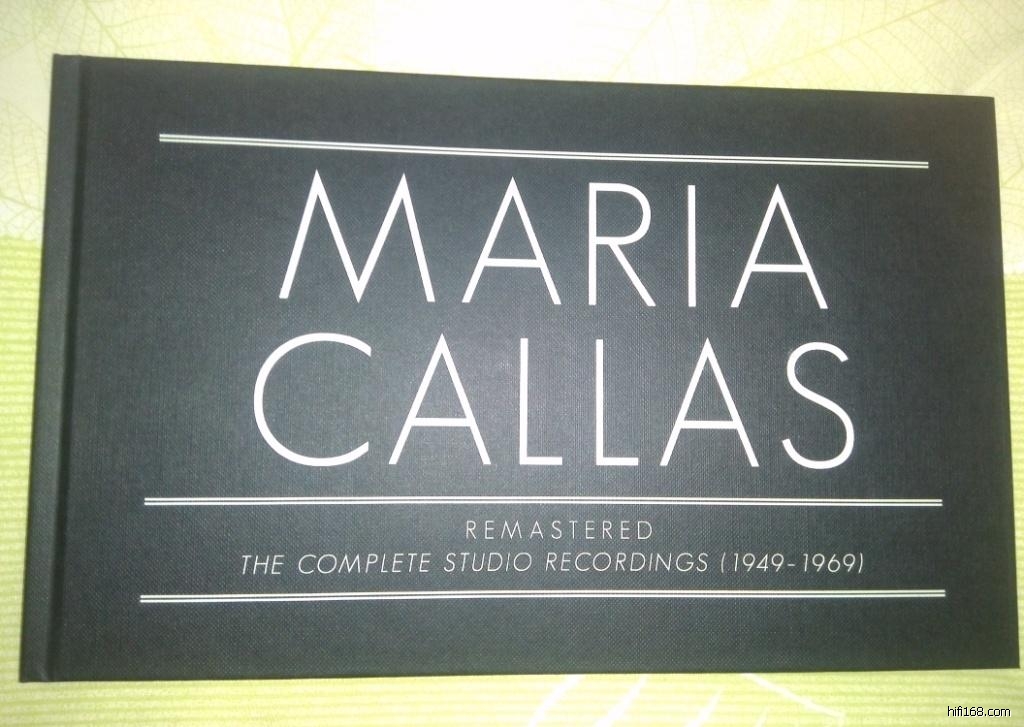 MARIA
CALLAS
REMASTERED
THE COMPLETE STUDIO RECORDINGS (1949-1969)
hifi168.com